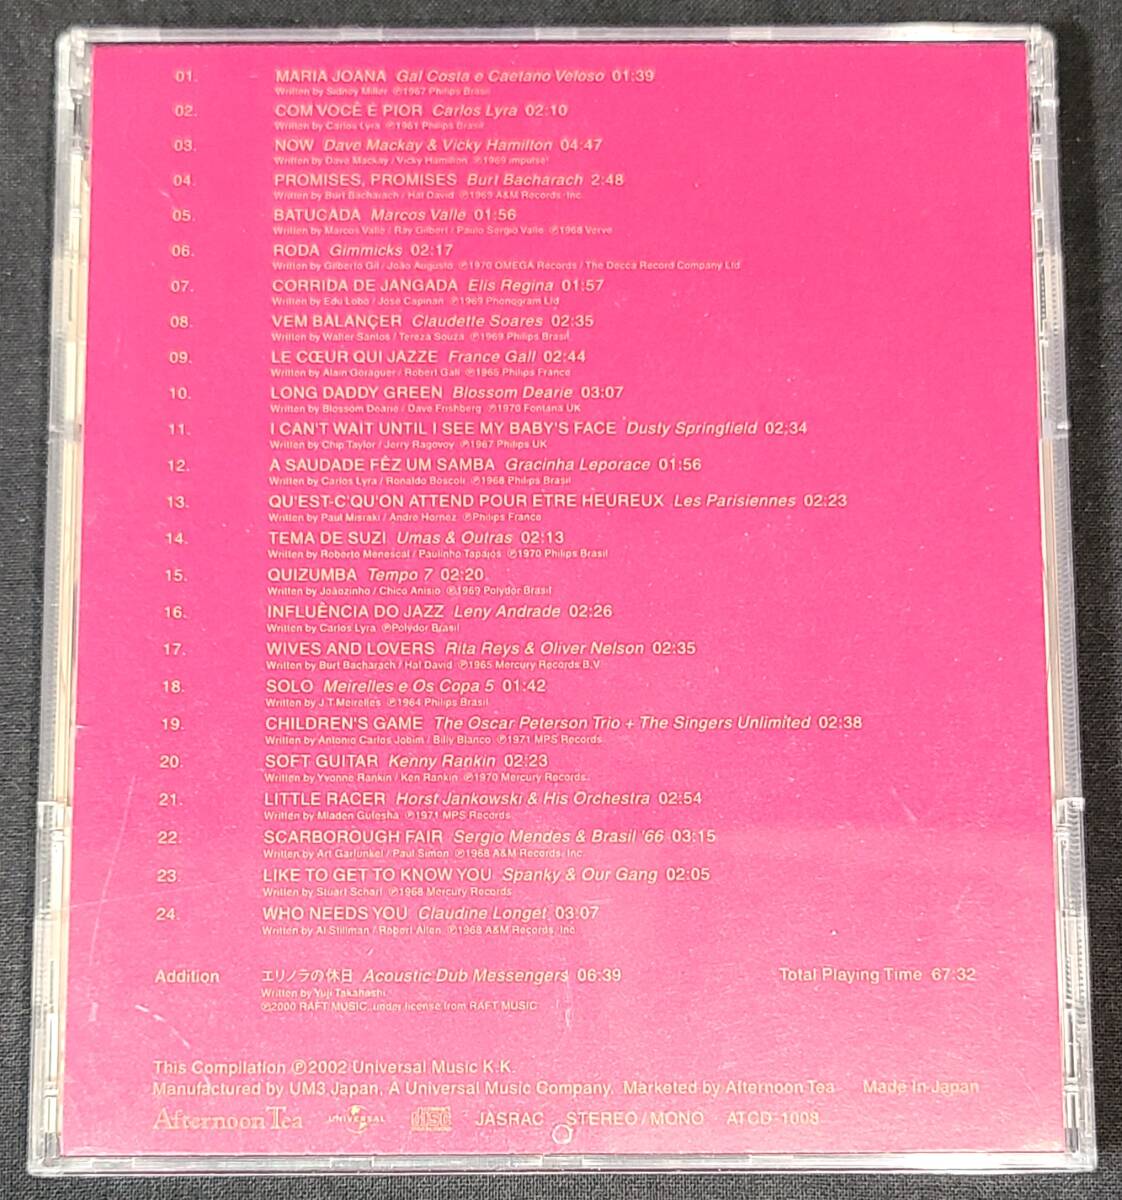 01. MARIA JOANA Gal Costa e Caetano Veloso 01:39
Written by Sidney Miller ℗1967 Philips Brasil
02. COM VOCÊ É PIOR Carlos Lyra 02:10
Written by Carlos Lyra ℗1961 Philips Brasil
03. NOW Dave Mackay & Vicky Hamilton 04:47
Written by Dave Mackay / Vicky Hamilton ℗1969 impulse!
04. PROMISES, PROMISES Burt Bacharach 2:48
Written by Burt Bacharach / Hal David ℗1969 A&M Records, Inc.
05. BATUCADA Marcos Valle 01:56
Written by Marcos Valle / Ray Gilbert / Paulo Sergio Valle ℗1968 Verve
06. RODA Gimmicks 02:17
Written by Gilberto Gil / João Augusto ℗1970 OMEGA Records / The Decca Record Company Ltd
07. CORRIDA DE JANGADA Elis Regina 01:57
Written by Edu Lobo / José Capinan ℗1969 Phonogram Ltd
08. VEM BALANÇER Claudette Soares 02:35
Written by Walter Santos / Tereza Souza ℗1969 Philips Brasil
09. LE CŒUR QUI JAZZE France Gall 02:44
Written by Alain Goraguer / Robert Gall ℗1965 Philips France
10. LONG DADDY GREEN Blossom Dearie 03:07
Written by Blossom Dearie / Dave Frishberg ℗1970 Fontana UK
11. I CAN'T WAIT UNTIL I SEE MY BABY'S FACE Dusty Springfield 02:34
Written by Chip Taylor / Jerry Ragovoy ℗1967 Philips UK
12. A SAUDADE FÊZ UM SAMBA Gracinha Leporace 01:56
Written by Carlos Lyra / Ronaldo Bôscoli ℗1968 Philips Brasil
13. QU'EST-C'QU'ON ATTEND POUR ETRE HEUREUX Les Parisiennes 02:23
Written by Paul Misraki / André Hornez ℗Philips France
14. TEMA DE SUZI Umas & Outras 02:13
Written by Roberto Menescal / Paulinho Tapajós ℗1970 Philips Brasil
15. QUIZUMBA Tempo 7 02:20
Written by Joãozinho / Chico Anisio ℗1969 Polydor Brasil
16. INFLUÊNCIA DO JAZZ Leny Andrade 02:26
Written by Carlos Lyra ℗Polydor Brasil
17. WIVES AND LOVERS Rita Reys & Oliver Nelson 02:35
Written by Burt Bacharach / Hal David ℗1965 Mercury Records B.V.
18. SOLO Meirelles e Os Copa 5 01:42
Written by J.T.Meirelles ℗1964 Philips Brasil
19. CHILDREN'S GAME The Oscar Peterson Trio + The Singers Unlimited 02:38
Written by Antonio Carlos Jobim / Billy Blanco ℗1971 MPS Records
20. SOFT GUITAR Kenny Rankin 02:23
Written by Yvonne Rankin / Ken Rankin ℗1970 Mercury Records
21. LITTLE RACER Horst Jankowski & His Orchestra 02:54
Written by Mladen Gutesha ℗1971 MPS Records
22. SCARBOROUGH FAIR Sergio Mendes & Brasil '66 03:15
Written by Art Garfunkel / Paul Simon ℗1968 A&M Records, Inc.
23. LIKE TO GET TO KNOW YOU Spanky & Our Gang 02:05
Written by Stuart Scharf ℗1968 Mercury Records
24. WHO NEEDS YOU Claudine Longet 03:07
Written by Al Stillman / Robert Allen ℗1968 A&M Records, Inc.
Addition エリノラの休日 Acoustic Dub Messengers 06:39 Total Playing Time 67:32
Written by Yuji Takahashi
℗2000 RAFT MUSIC, under license from RAFT MUSIC
This Compilation ℗2002 Universal Music K.K.
Manufactured by UM3 Japan, A Universal Music Company. Marketed by Afternoon Tea Made In Japan
Afternoon Tea UNIVERSAL disc JASRAC STEREO/MONO ATCD-1008